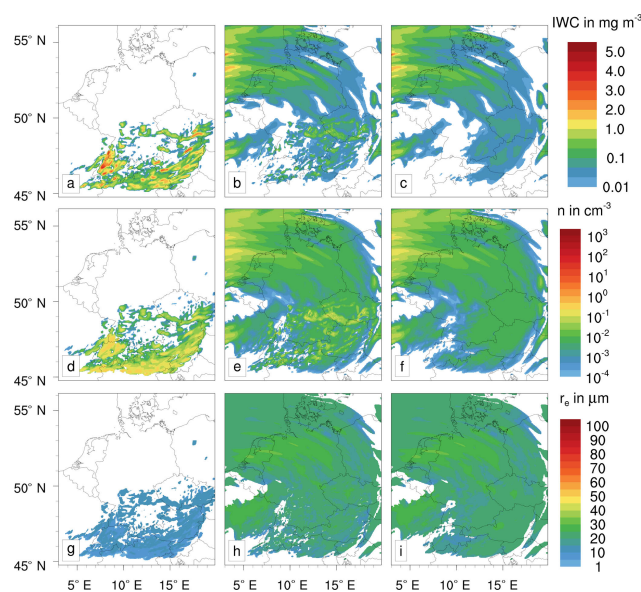 IWC in mg m-3
55° N
50° N
45° N
a
b
c
5.0
4.0
3.0
2.0
1.0
0.1
0.01
n in cm-3
55° N
50° N
45° N
d
e
f
10³
10²
10¹
10⁰
10⁻¹
10⁻²
10⁻³
10⁻⁴
re in μm
55° N
50° N
45° N
g
h
i
100
90
80
70
60
50
40
30
20
10
1
5° E 10° E 15° E
5° E 10° E 15° E
5° E 10° E 15° E